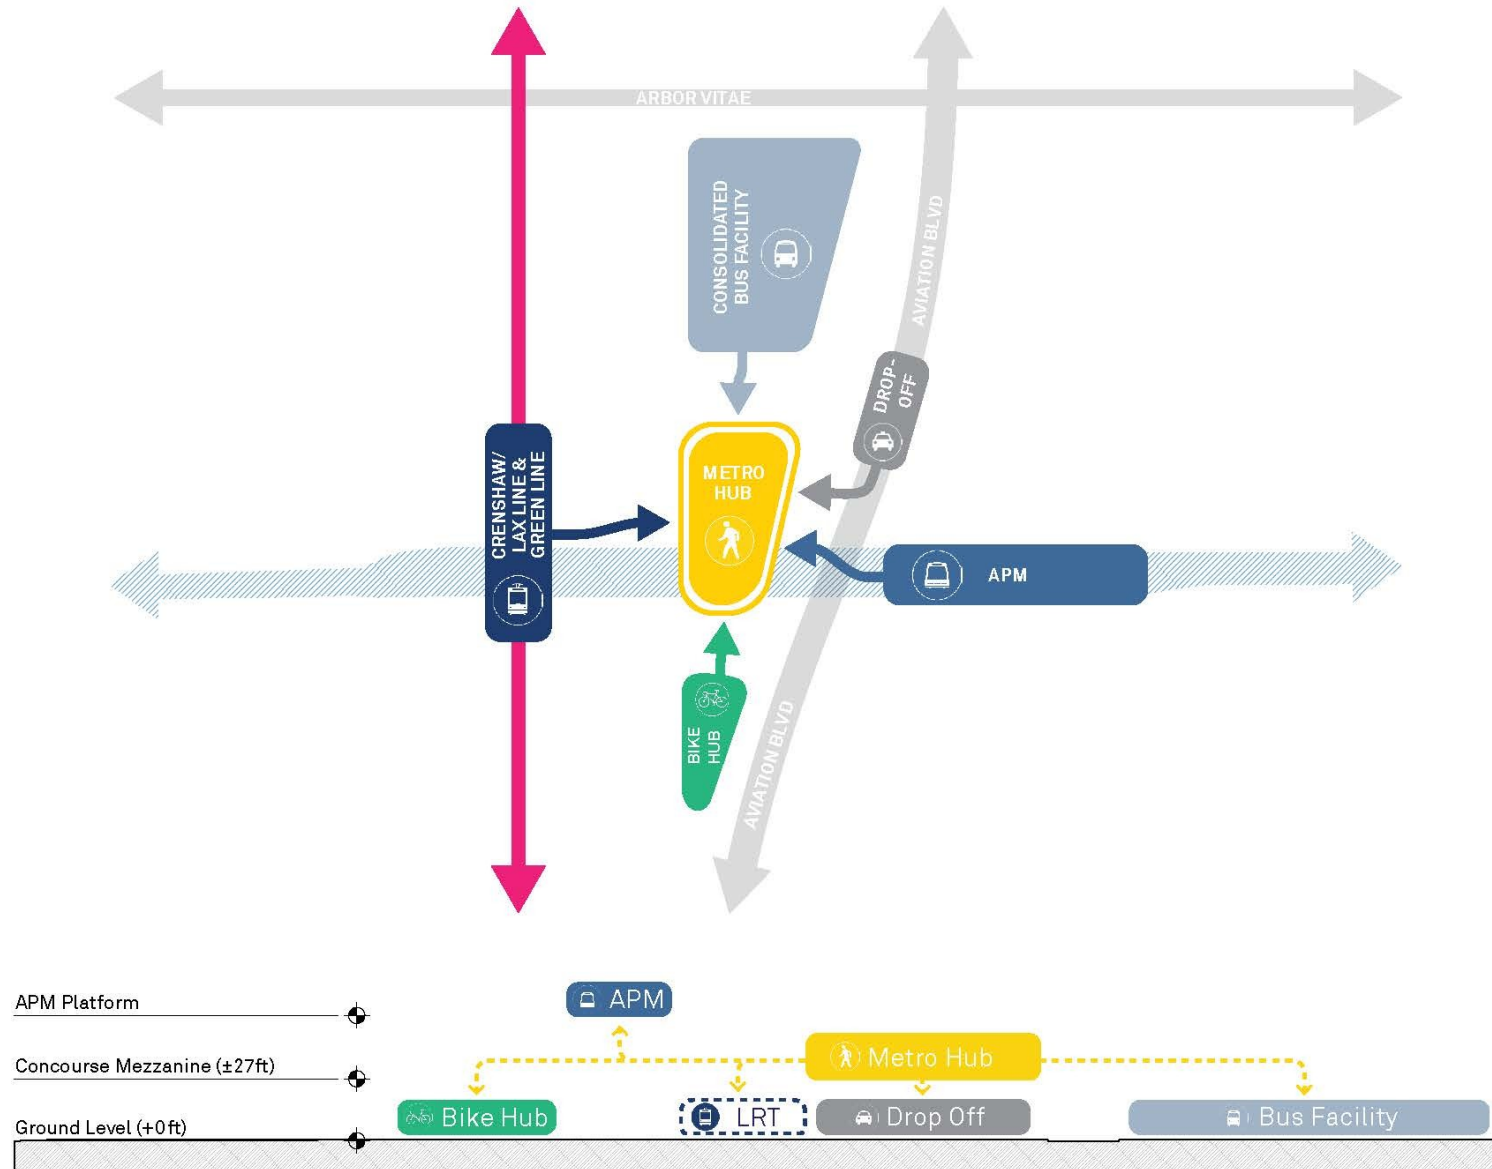 ARBOR VITAE
CONSOLIDATED
BUS FACILITY
AVIATION BLVD
DROP-
OFF
CRENSHAW/
LAX LINE &
GREEN LINE
METRO
HUB
APM
BIKE
HUB
AVIATION BLVD
APM Platform
APM
Concourse Mezzanine (±27ft)
Metro Hub
Ground Level (+0ft)
Bike Hub
LRT
Drop Off
Bus Facility